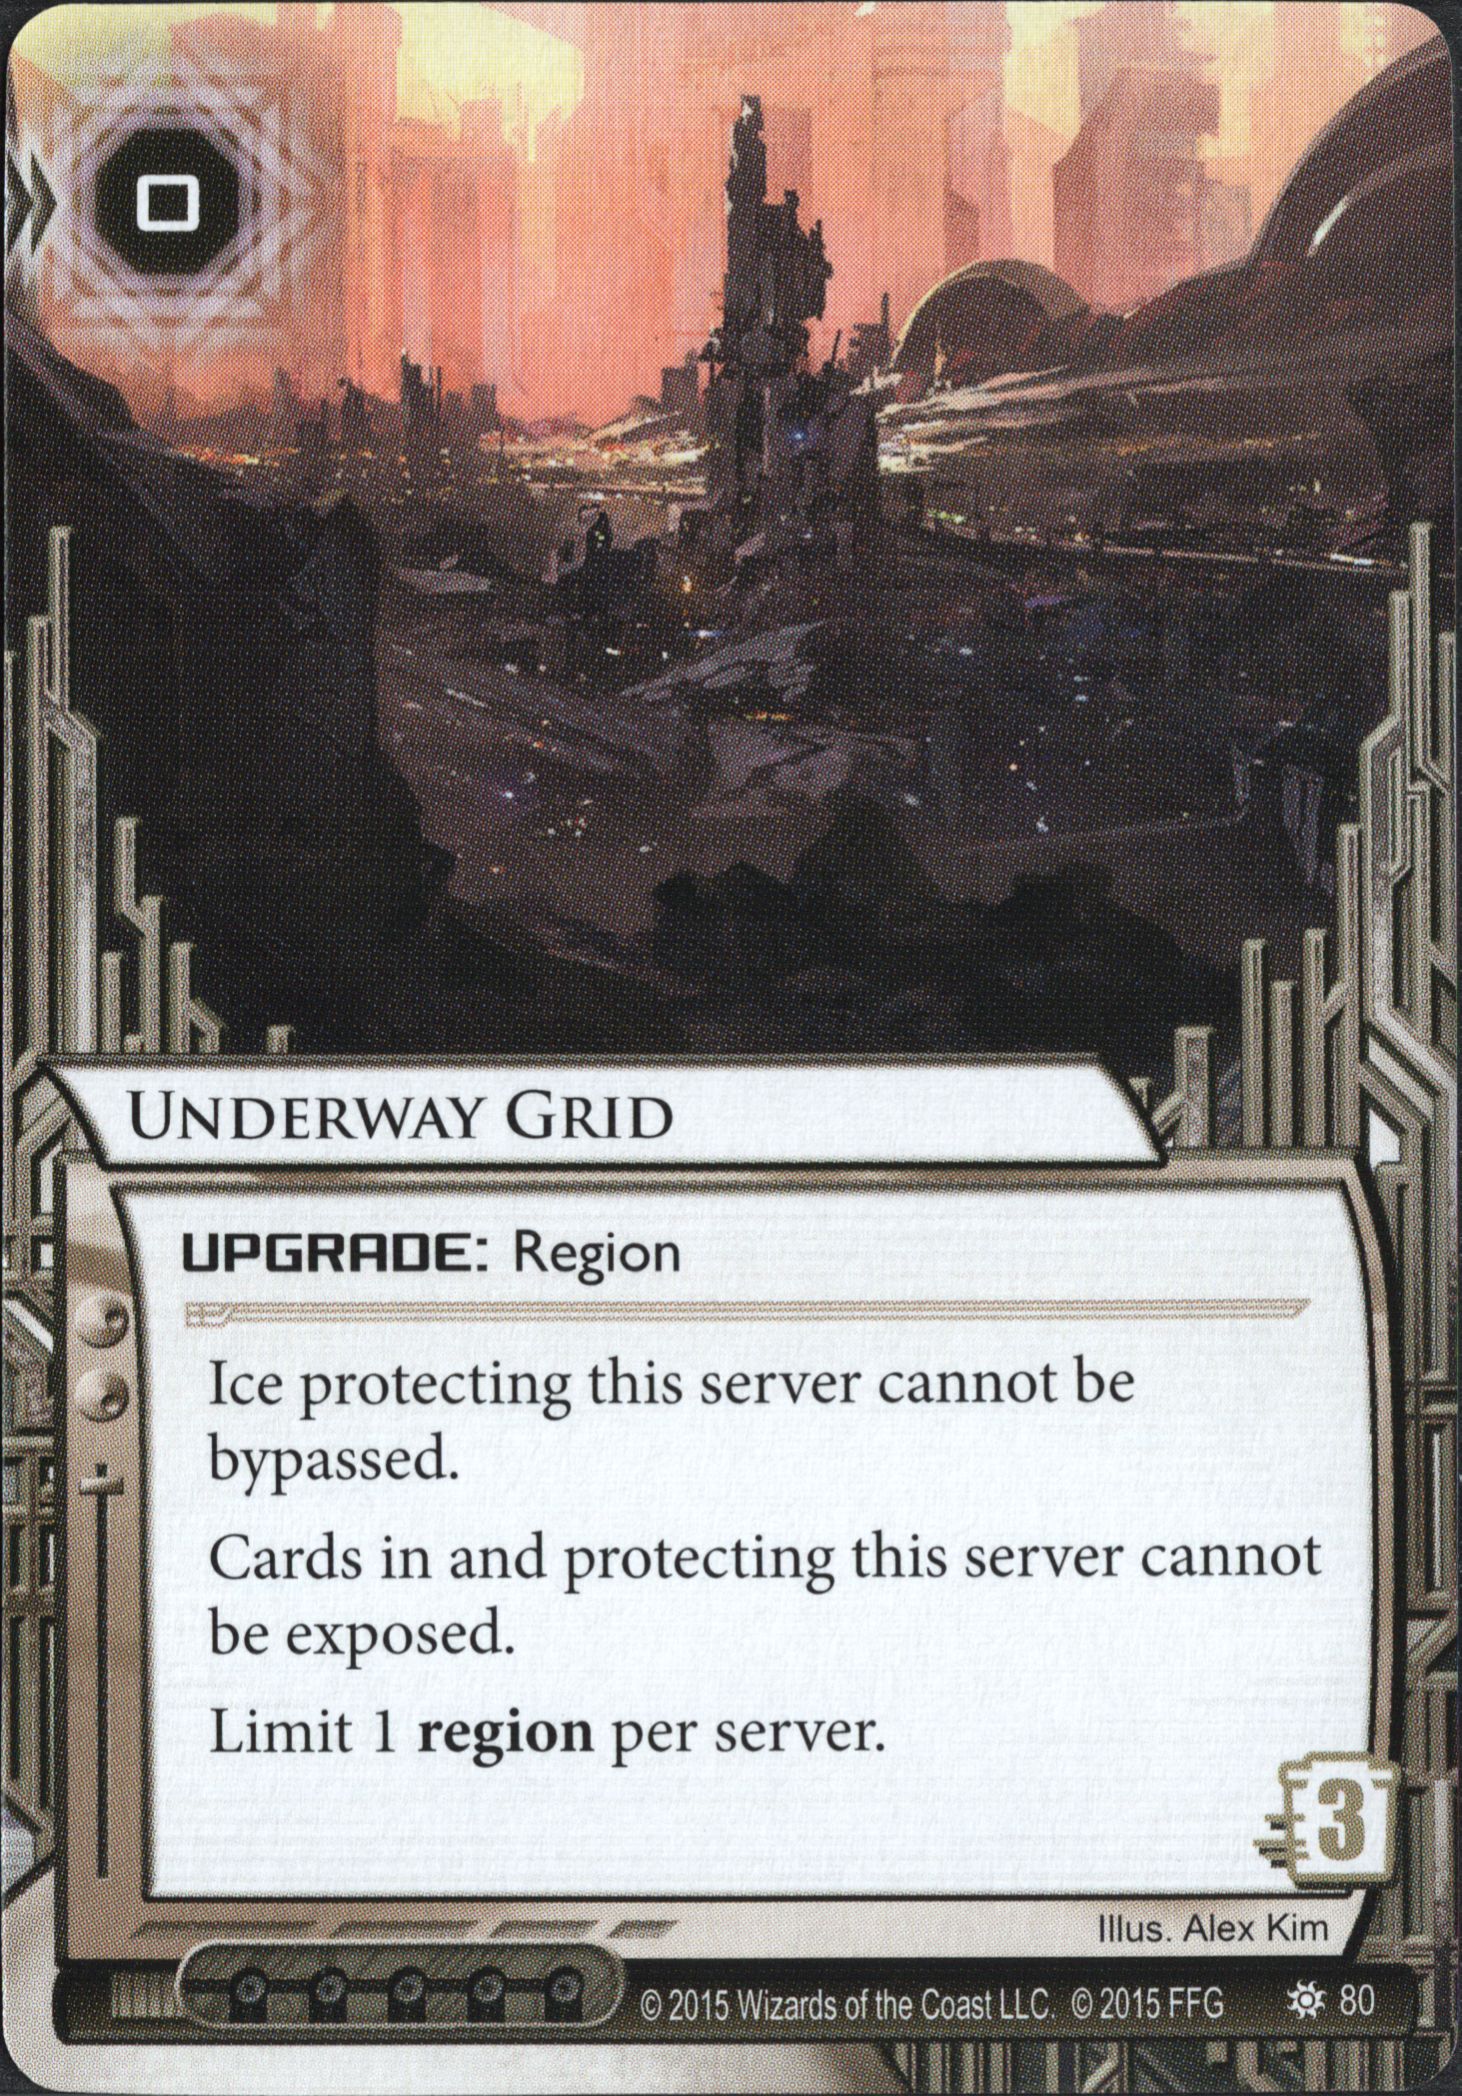 0
UNDERWAY GRID
UPGRADE: Region
Ice protecting this server cannot be
bypassed.
Cards in and protecting this server cannot
be exposed.
Limit 1 region per server.
3
Illus. Alex Kim
© 2015 Wizards of the Coast LLC. © 2015 FFG 80